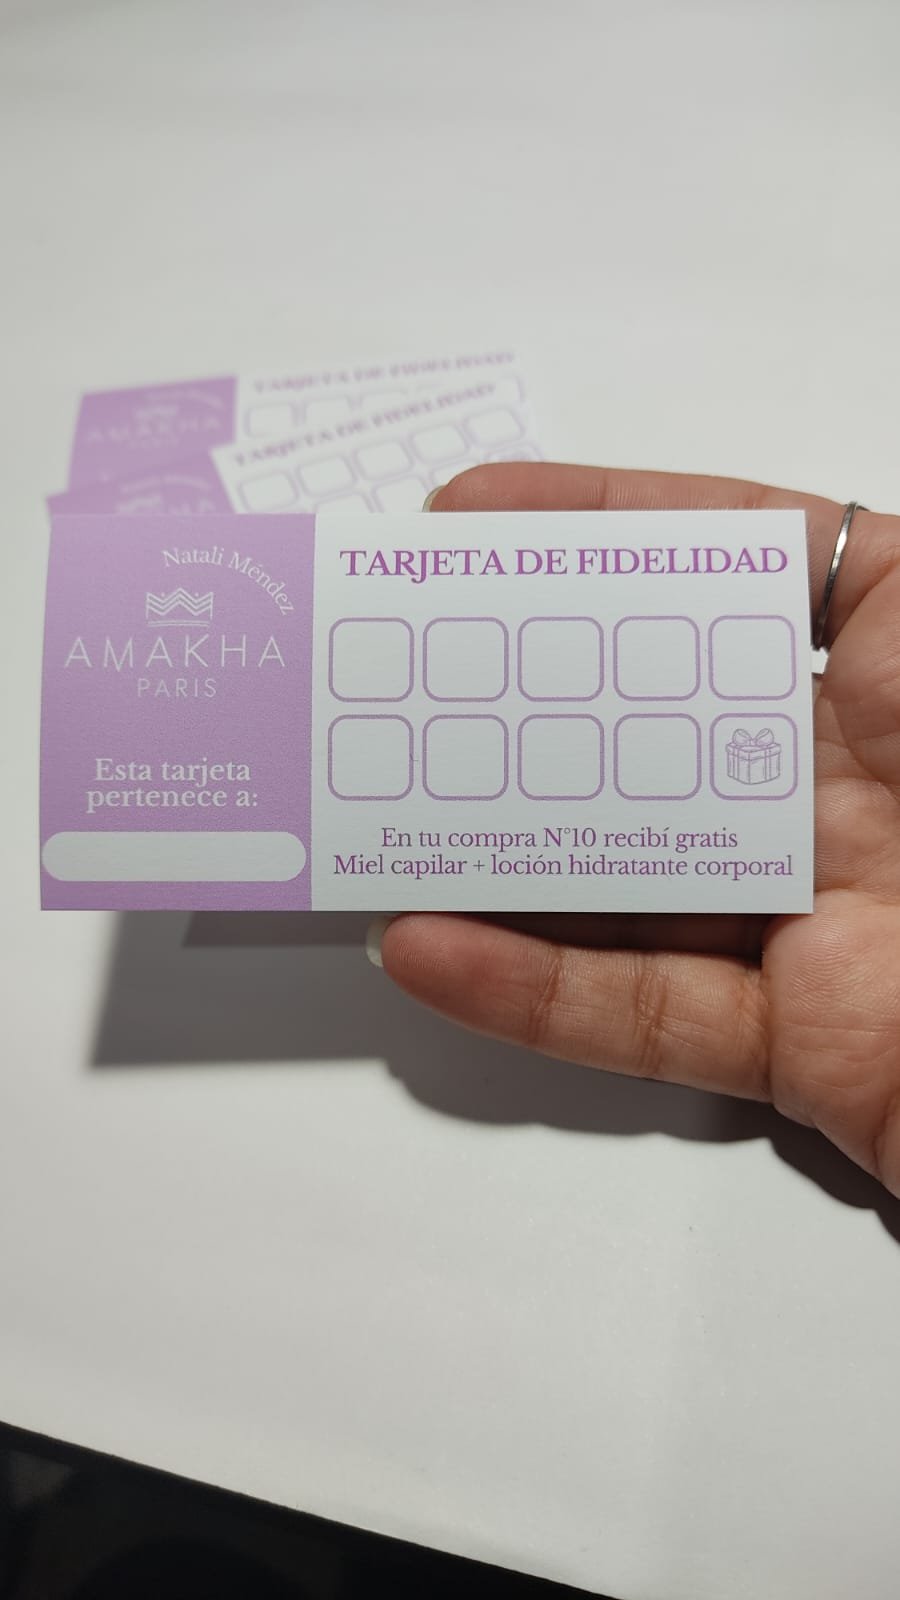 TARJETA DE FIDELIDAD
AMAKHA
TARJETA DE FIDELIDAD
Natali Méndez
AMAKHA
PARIS
Esta tarjeta
pertenece a:
TARJETA DE FIDELIDAD
En tu compra N°10 recibí gratis
Miel capilar + loción hidratante corporal